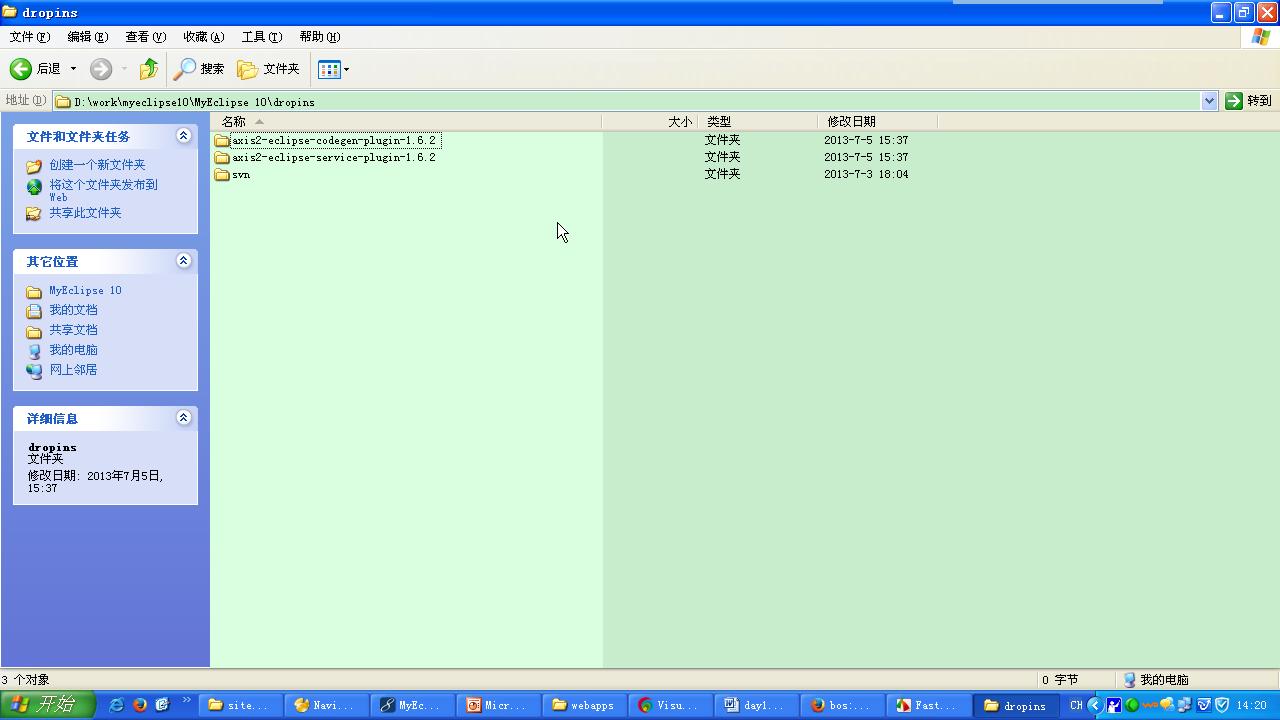 dropins
文件(F) 编辑(E) 查看(V) 收藏(A) 工具(T) 帮助(H)
后退 搜索 文件夹
地址(D) D:\work\myeclipse10\MyEclipse 10\dropins 转到
文件和文件夹任务
创建一个新文件夹
将这个文件夹发布到
Web
共享此文件夹
其它位置
MyEclipse 10
我的文档
共享文档
我的电脑
网上邻居
详细信息
dropins
文件夹
修改日期: 2013年7月5日,
15:37
名称 大小 类型 修改日期
axis2-eclipse-codegen-plugin-1.6.2 文件夹 2013-7-5 15:37
axis2-eclipse-service-plugin-1.6.2 文件夹 2013-7-5 15:37
svn 文件夹 2013-7-3 18:04
3 个对象 0 字节 我的电脑
开始 site... Navi... MyEc... Micr... webapps Visu... day1... bos:... Fast... dropins CH 14:20